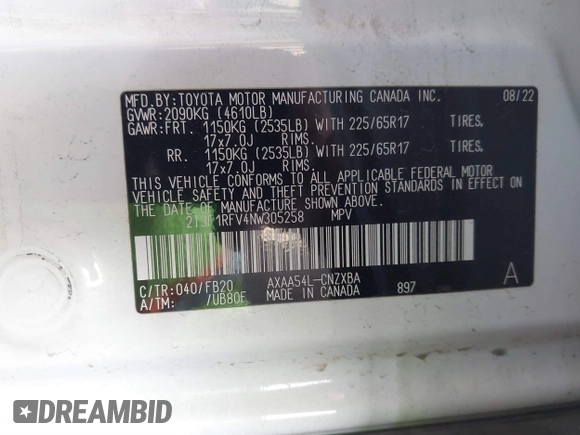 MFD.BY:TOYOTA MOTOR MANUFACTURING CANADA INC. 08/22
GVWR:2090KG (4610LB)
GAWR:FRT. 1150KG (2535LB) WITH 225/65R17 TIRES,
17x7.0J RIMS.
RR. 1150KG (2535LB) WITH 225/65R17 TIRES,
17x7.0J RIMS.
THIS VEHICLE CONFORMS TO ALL APPLICABLE FEDERAL MOTOR
VEHICLE SAFETY AND THEFT PREVENTION STANDARDS IN EFFECT ON
THE DATE OF MANUFACTURE SHOWN ABOVE.
MPV
C/TR:040/FB20 AXAA54L-CNZXBA
A/TM: /UB80F MADE IN CANADA 897 A
DREAMBID